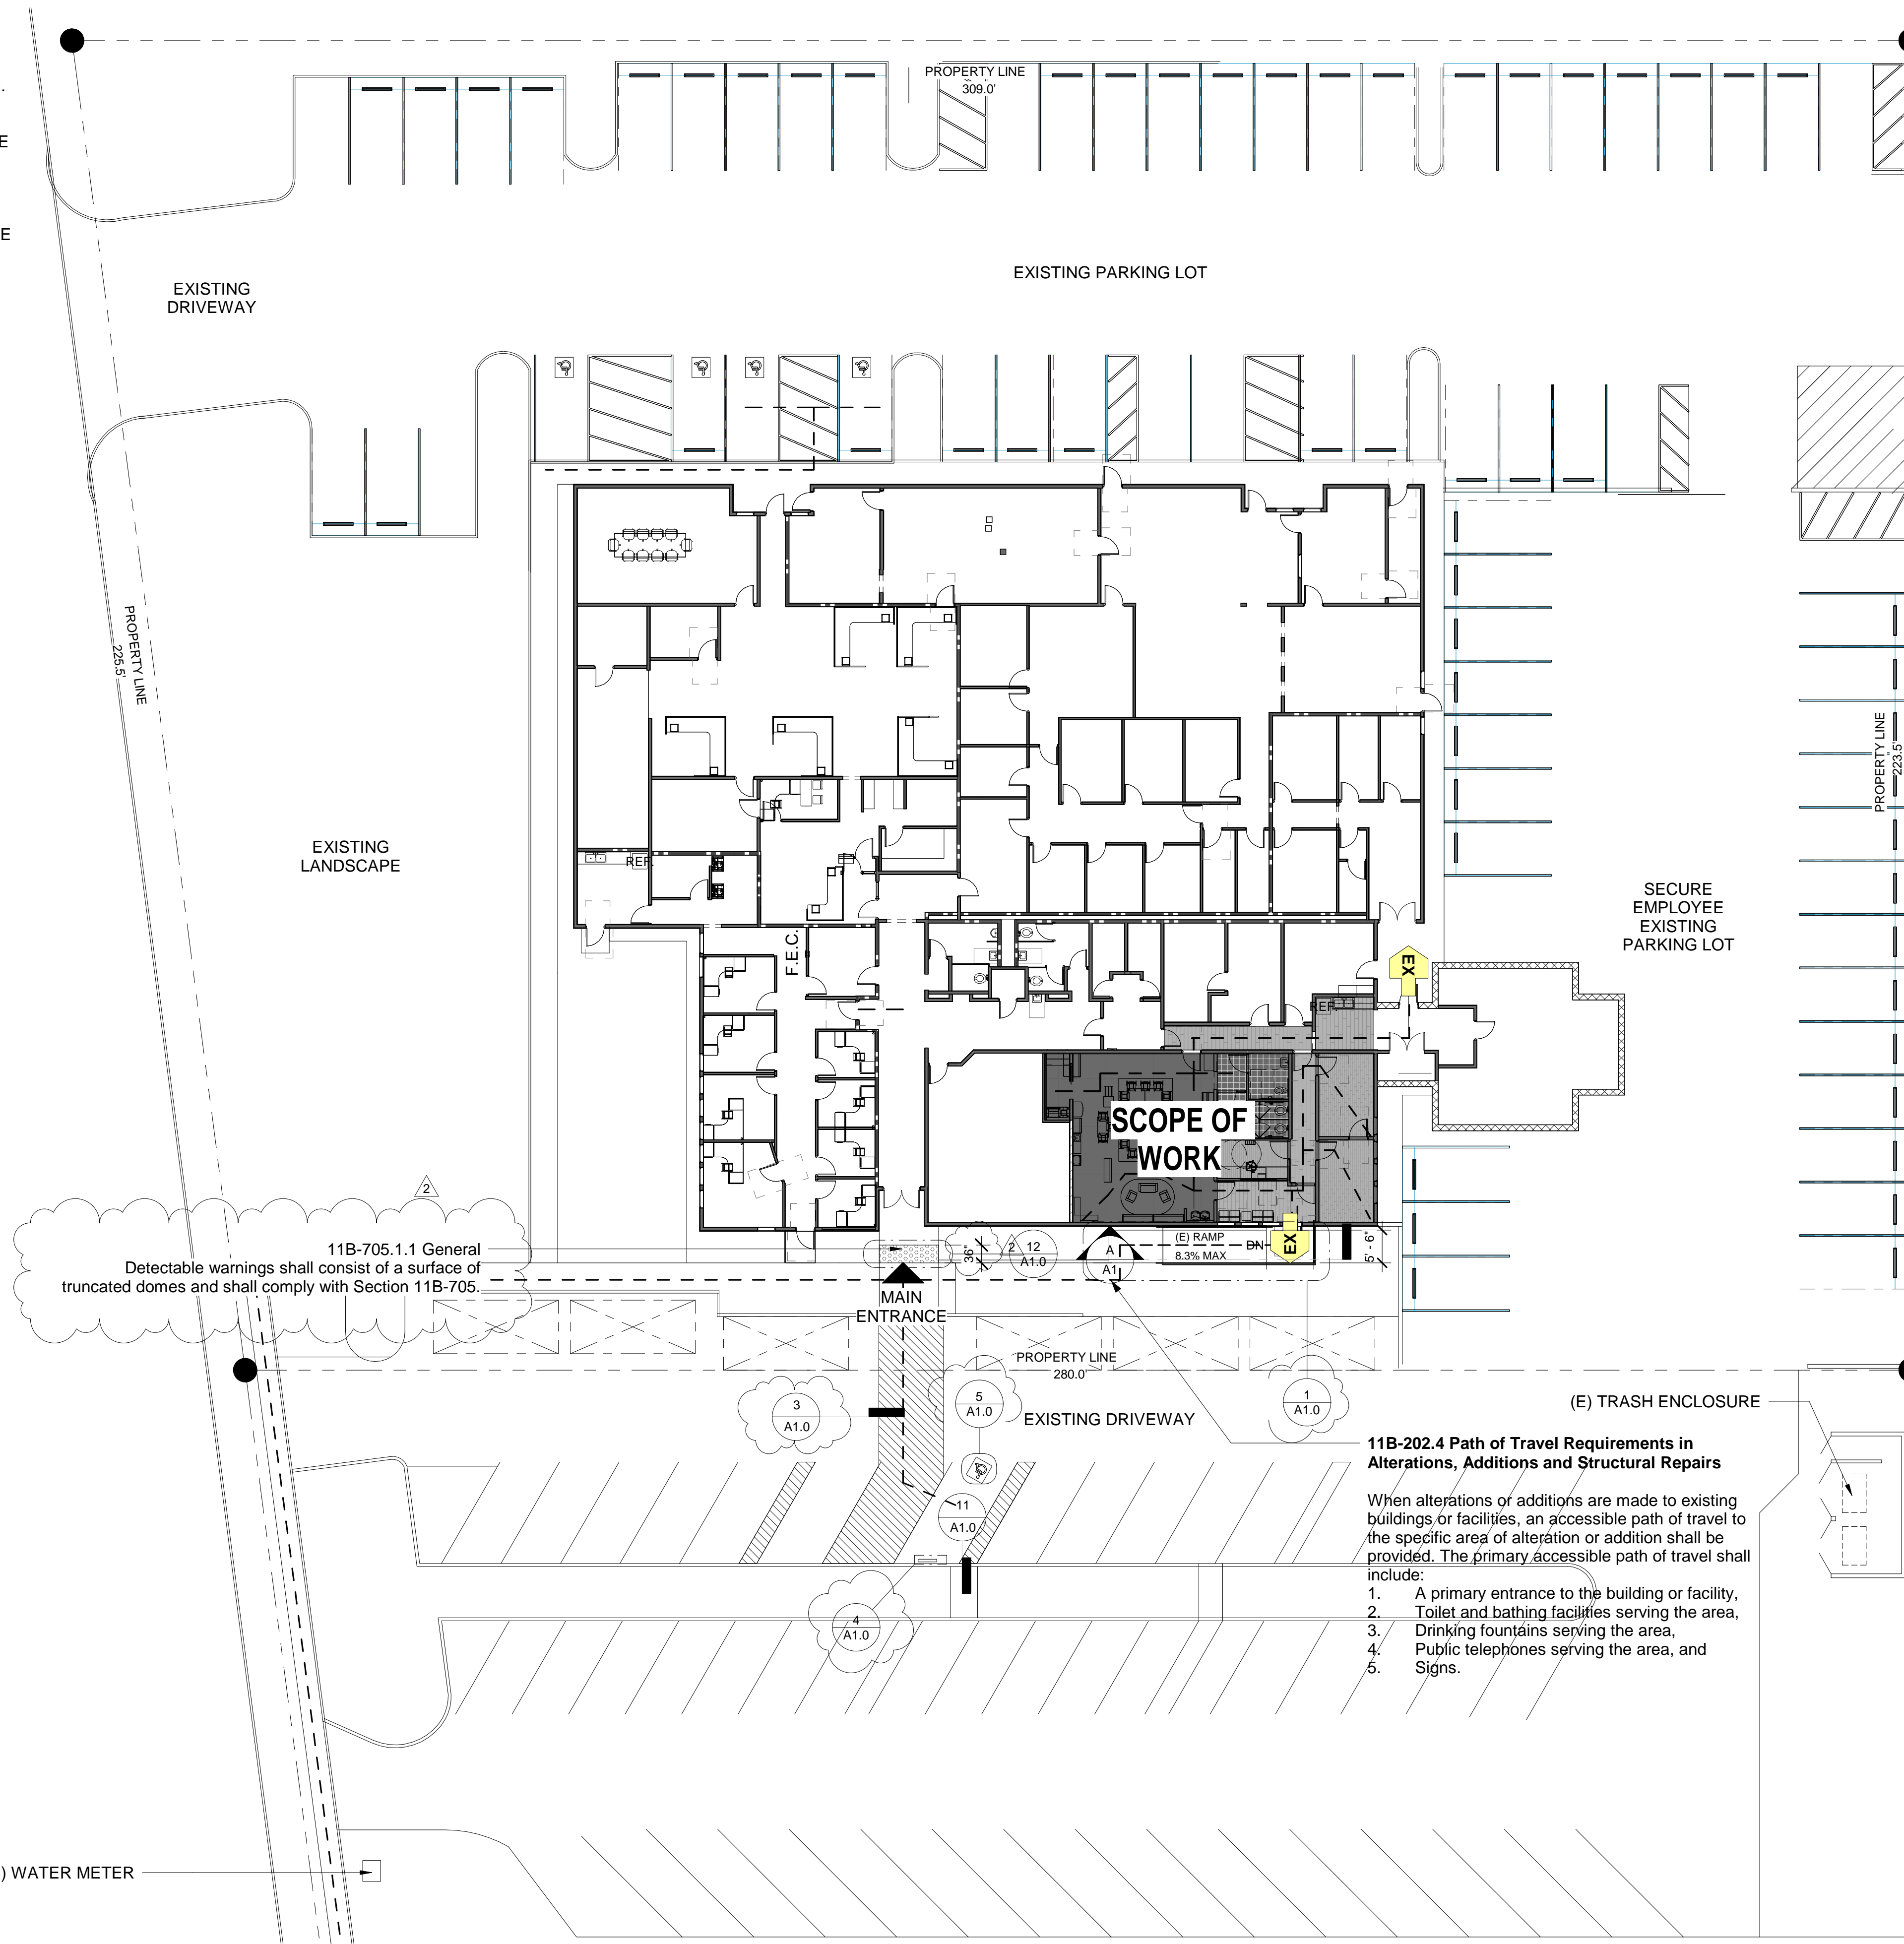 .
E
E
PROPERTY LINE
309.0'
EXISTING
DRIVEWAY
EXISTING PARKING LOT
PROPERTY LINE
225.5'
PROPERTY LINE
223.5'
EXISTING
LANDSCAPE
REF.
SECURE
EMPLOYEE
EXISTING
PARKING LOT
F.E.C.
EX
REF.
SCOPE OF
WORK
2
11B-705.1.1 General
Detectable warnings shall consist of a surface of
truncated domes and shall comply with Section 11B-705.
36"
2
12
A1.0
A
A1
(E) RAMP
8.3% MAX
DN
EX
5' - 6"
MAIN
ENTRANCE
PROPERTY LINE
280.0'
3
A1.0
5
A1.0
EXISTING DRIVEWAY
1
A1.0
(E) TRASH ENCLOSURE
11B-202.4 Path of Travel Requirements in
Alterations, Additions and Structural Repairs
When alterations or additions are made to existing
buildings or facilities, an accessible path of travel to
the specific area of alteration or addition shall be
provided. The primary accessible path of travel shall
include:
1. A primary entrance to the building or facility,
2. Toilet and bathing facilities serving the area,
3. Drinking fountains serving the area,
4. Public telephones serving the area, and
5. Signs.
11
A1.0
4
A1.0
) WATER METER